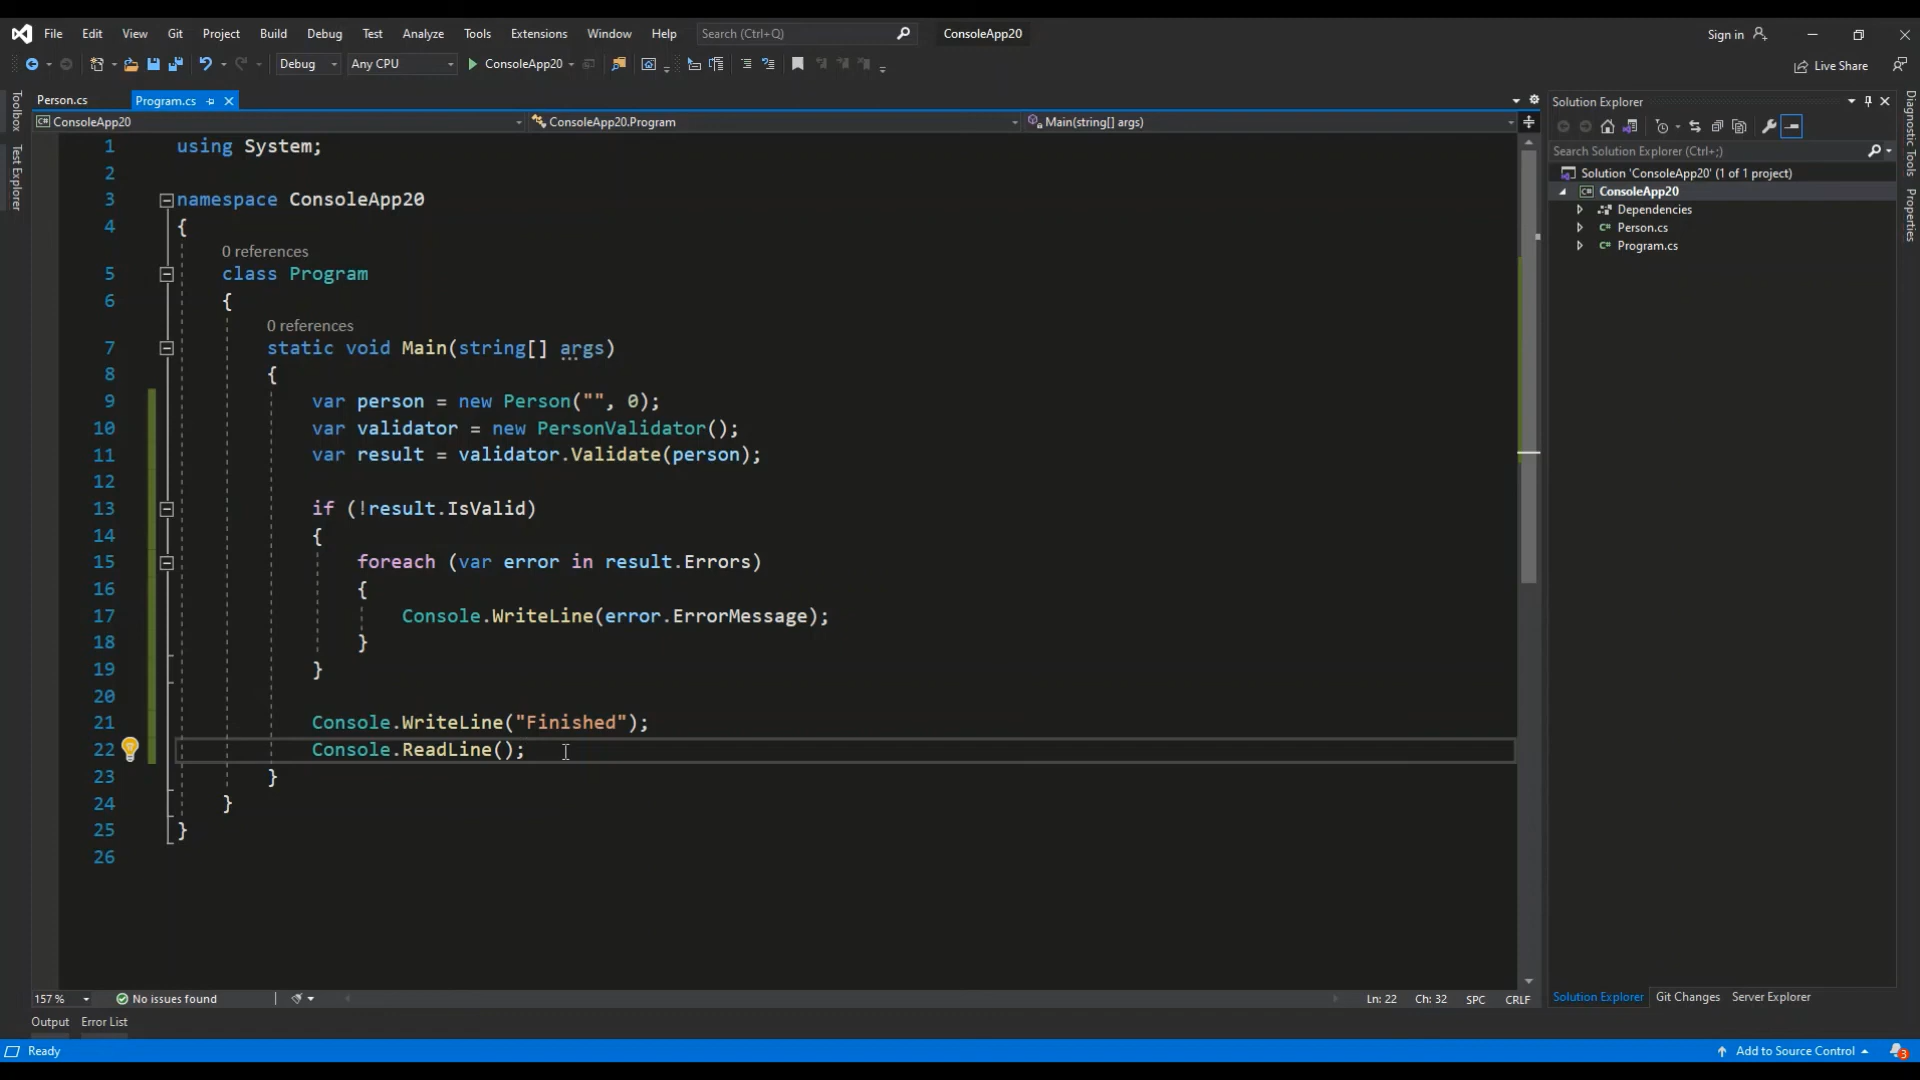 File Edit View Git Project Build Debug Test Analyze Tools Extensions Window Help Search (Ctrl+Q) ConsoleApp20 Sign in
Debug Any CPU ConsoleApp20 Live Share
Toolbox
Test Explorer
Person.cs Program.cs
ConsoleApp20 ConsoleApp20.Program Main(string[] args)
1 using System;
2
3 namespace ConsoleApp20
4 {
0 references
5 class Program
6 {
0 references
7 static void Main(string[] args)
8 {
9 var person = new Person("", 0);
10 var validator = new PersonValidator();
11 var result = validator.Validate(person);
12
13 if (!result.IsValid)
14 {
15 foreach (var error in result.Errors)
16 {
17 Console.WriteLine(error.ErrorMessage);
18 }
19 }
20
21 Console.WriteLine("Finished");
22 Console.ReadLine();
23 }
24 }
25 }
26
157 % No issues found Ln: 22 Ch: 32 SPC CRLF
Solution Explorer
Search Solution Explorer (Ctrl+;)
Solution 'ConsoleApp20' (1 of 1 project)
ConsoleApp20
Dependencies
C# Person.cs
C# Program.cs
Solution Explorer Git Changes Server Explorer
Diagnostic Tools
Properties
Output Error List
Ready Add to Source Control 3